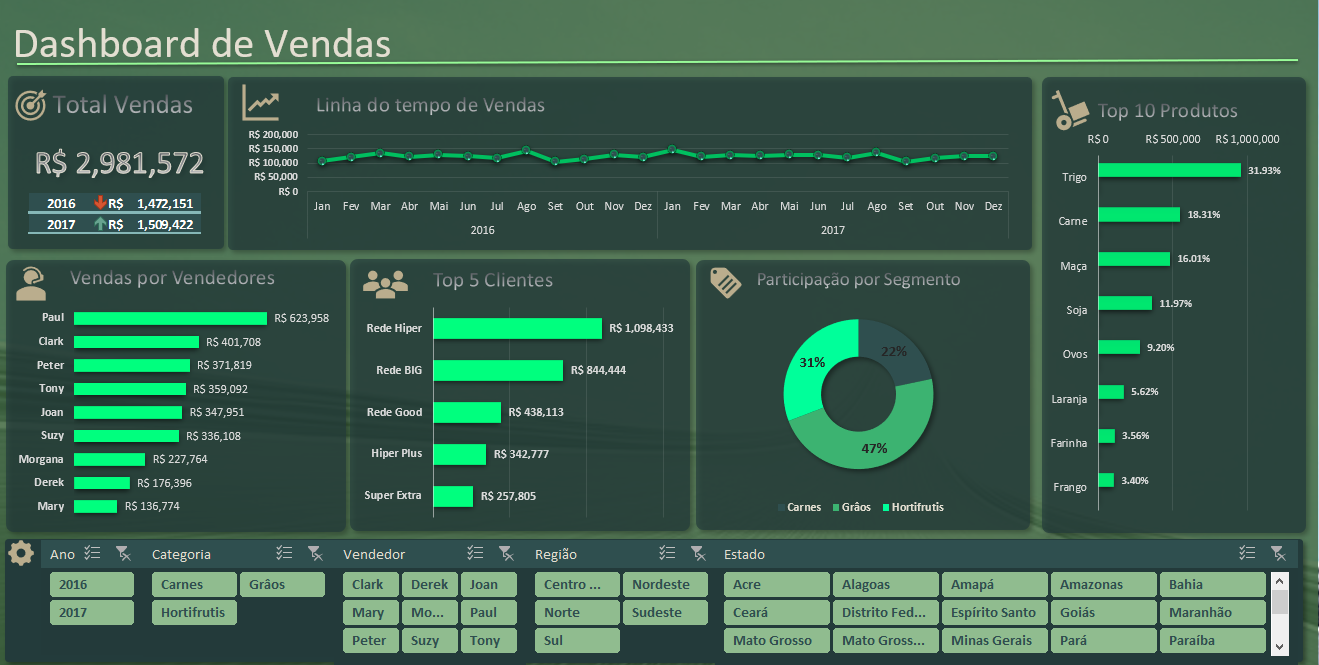 Dashboard de Vendas
Total Vendas
R$ 2,981,572
2016 R$ 1,472,151
2017 R$ 1,509,422
Linha do tempo de Vendas
R$ 200,000
R$ 150,000
R$ 100,000
R$ 50,000
R$ 0
Jan Fev Mar Abr Mai Jun Jul Ago Set Out Nov Dez Jan Fev Mar Abr Mai Jun Jul Ago Set Out Nov Dez
2016 2017
Top 10 Produtos
R$ 0 R$ 500,000 R$ 1,000,000
Trigo 31.93%
Carne 18.31%
Maça 16.01%
Soja 11.97%
Ovos 9.20%
Laranja 5.62%
Farinha 3.56%
Frango 3.40%
Vendas por Vendedores
Paul R$ 623,958
Clark R$ 401,708
Peter R$ 371,819
Tony R$ 359,092
Joan R$ 347,951
Suzy R$ 336,108
Morgana R$ 227,764
Derek R$ 176,396
Mary R$ 136,774
Top 5 Clientes
Rede Hiper R$ 1,098,433
Rede BIG R$ 844,444
Rede Good R$ 438,113
Hiper Plus R$ 342,777
Super Extra R$ 257,805
Participação por Segmento
22%
31%
47%
Carnes Grâos Hortifrutis
Ano
2016
2017
Categoria
Carnes Grâos
Hortifrutis
Vendedor
Clark Derek Joan
Mary Mo... Paul
Peter Suzy Tony
Região
Centro ... Nordeste
Norte Sudeste
Sul
Estado
Acre Alagoas Amapá Amazonas Bahia
Ceará Distrito Fed... Espírito Santo Goiás Maranhão
Mato Grosso Mato Gross... Minas Gerais Pará Paraíba